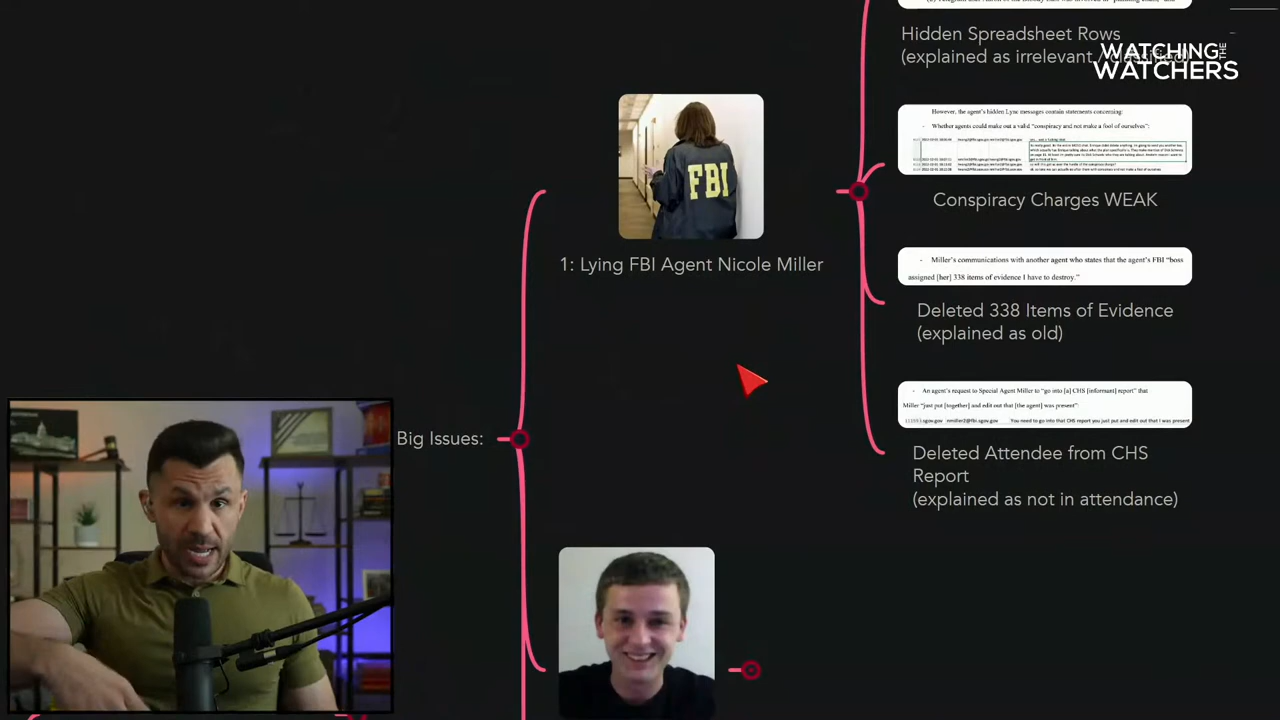 Hidden Spreadsheet Rows
(explained as irrelevant / classified)
WATCHING THE
WATCHERS
FBI
However, the agent's hidden Lync messages contain statements concerning:
- Whether agents could make out a valid "conspiracy and not make a fool of ourselves":
Conspiracy Charges WEAK
1: Lying FBI Agent Nicole Miller
- Miller's communications with another agent who states that the agent's FBI "boss
assigned [her] 338 items of evidence I have to destroy."
Deleted 338 Items of Evidence
(explained as old)
- An agent's request to Special Agent Miller to "go into [a] CHS [informant] report" that
Miller "just put [together] and edit out that [the agent] was present":
nmiller2@fbi.sgov.gov You need to go into that CHS report you just put and edit out that I was present
Big Issues:
Deleted Attendee from CHS
Report
(explained as not in attendance)